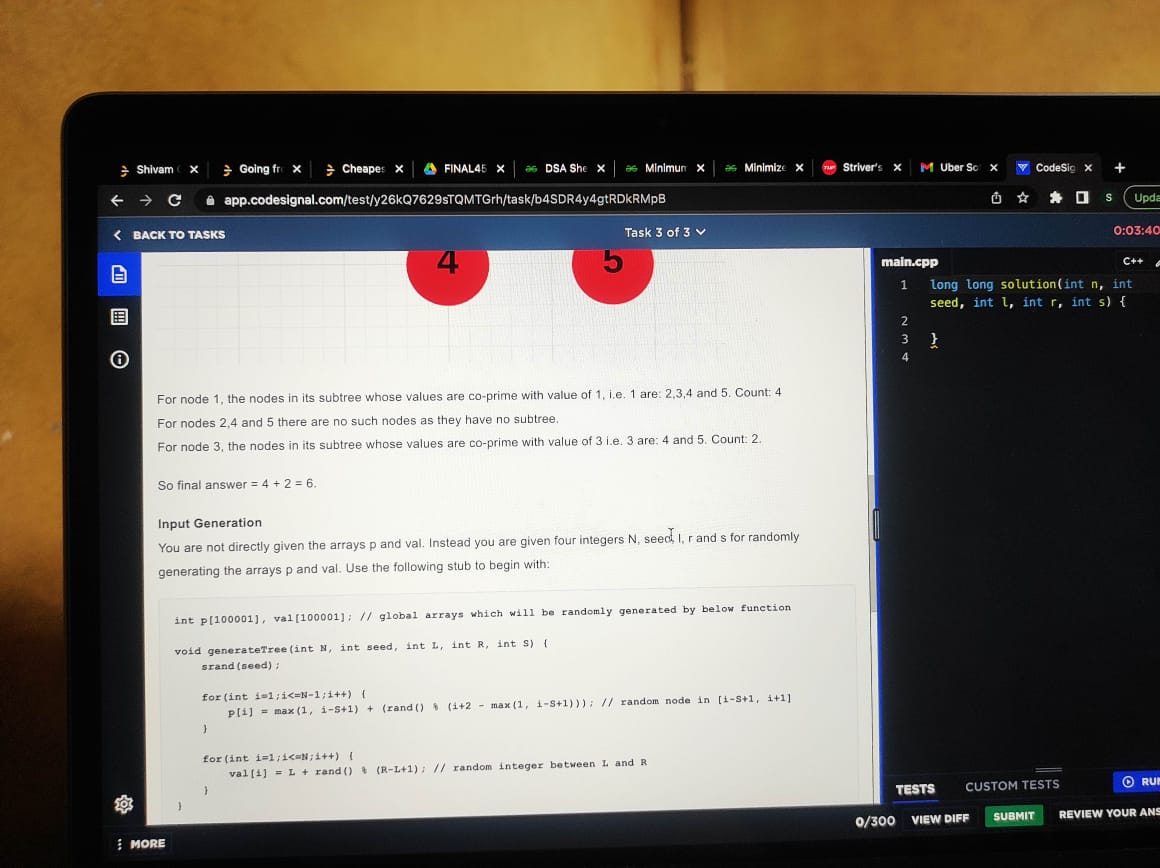 Shivam
Going fr
Cheapes
FINAL45
DSA She
Minimun
Minimize
Striver's
Uber So
CodeSig
app.codesignal.com/test/y26kQ7629sTQMTGrh/task/b4SDR4y4gtRDkRMpB
S
Upda
BACK TO TASKS
Task 3 of 3
0:03:40
4
5
For node 1, the nodes in its subtree whose values are co-prime with value of 1, i.e. 1 are: 2,3,4 and 5. Count: 4
For nodes 2,4 and 5 there are no such nodes as they have no subtree.
For node 3, the nodes in its subtree whose values are co-prime with value of 3 i.e. 3 are: 4 and 5. Count: 2.
So final answer = 4 + 2 = 6.
Input Generation
You are not directly given the arrays p and val. Instead you are given four integers N, seed, l, r and s for randomly
generating the arrays p and val. Use the following stub to begin with:
int p[100001], val[100001]; // global arrays which will be randomly generated by below function
void generateTree(int N, int seed, int L, int R, int S) {
srand(seed);
for(int i=1;i<=N-1;i++) {
p[i] = max(1, i-S+1) + (rand() % (i+2 - max(1, i-S+1))); // random node in [i-S+1, i+1]
}
for(int i=1;i<=N;i++) {
val[i] = L + rand() % (R-L+1); // random integer between L and R
}
}
MORE
main.cpp
C++
1 long long solution(int n, int
seed, int l, int r, int s) {
2
3 }
4
TESTS
CUSTOM TESTS
RUN
0/300
VIEW DIFF
SUBMIT
REVIEW YOUR ANS